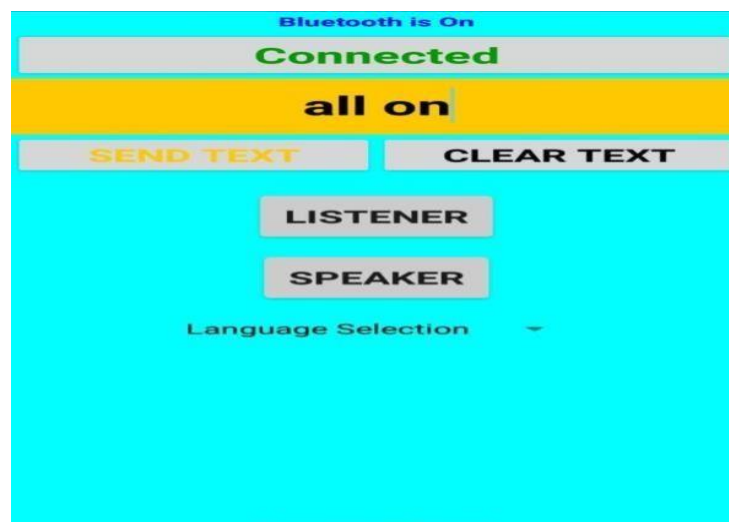 Bluetooth is On
Connected
all on
SEND TEXT CLEAR TEXT
LISTENER
SPEAKER
Language Selection